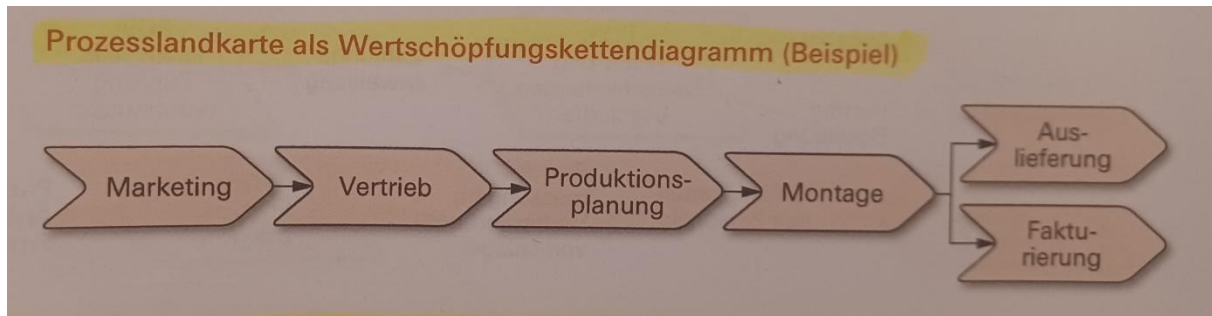 Prozesslandkarte als Wertschöpfungskettendiagramm (Beispiel)
Marketing
Vertrieb
Produktions-
planung
Montage
Aus-
lieferung
Faktu-
rierung